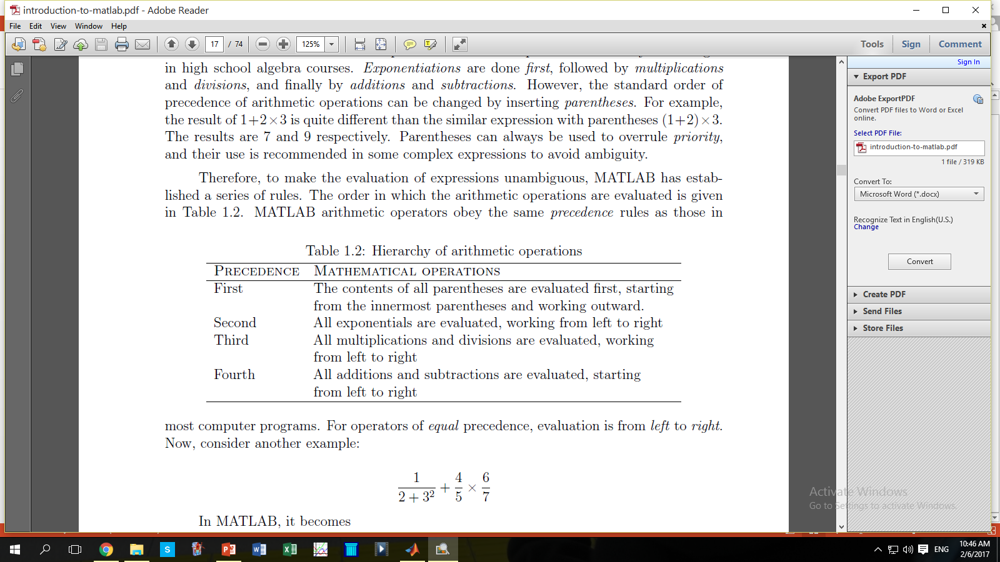 introduction-to-matlab.pdf - Adobe Reader
File Edit View Window Help
17 / 74 125% Tools Sign Comment
Sign In
in high school algebra courses. Exponentiations are done first, followed by multiplications
and divisions, and finally by additions and subtractions. However, the standard order of
precedence of arithmetic operations can be changed by inserting parentheses. For example,
the result of 1+2×3 is quite different than the similar expression with parentheses (1+2)×3.
The results are 7 and 9 respectively. Parentheses can always be used to overrule priority,
and their use is recommended in some complex expressions to avoid ambiguity.
Therefore, to make the evaluation of expressions unambiguous, MATLAB has estab-
lished a series of rules. The order in which the arithmetic operations are evaluated is given
in Table 1.2. MATLAB arithmetic operators obey the same precedence rules as those in
Table 1.2: Hierarchy of arithmetic operations
PRECEDENCE MATHEMATICAL OPERATIONS
First The contents of all parentheses are evaluated first, starting
from the innermost parentheses and working outward.
Second All exponentials are evaluated, working from left to right
Third All multiplications and divisions are evaluated, working
from left to right
Fourth All additions and subtractions are evaluated, starting
from left to right
most computer programs. For operators of equal precedence, evaluation is from left to right.
Now, consider another example:
1/(2 + 3²) + 4/5 × 6/7
In MATLAB, it becomes
Export PDF
Adobe ExportPDF
Convert PDF files to Word or Excel
online.
Select PDF File:
introduction-to-matlab.pdf
1 file / 319 KB
Convert To:
Microsoft Word (*.docx)
Recognize Text in English(U.S.)
Change
Convert
Create PDF
Send Files
Store Files
Activate Windows
Go to Settings to activate Windows.
ENG
10:46 AM
2/6/2017